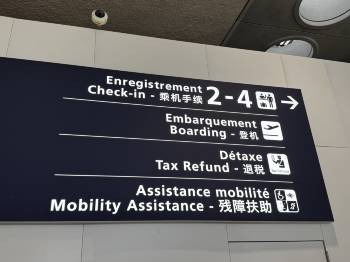 Enregistrement
Check-in - 乘机手续 2-4
Embarquement
Boarding - 登机
Détaxe
Tax Refund - 退税
Assistance mobilité
Mobility Assistance - 残障扶助